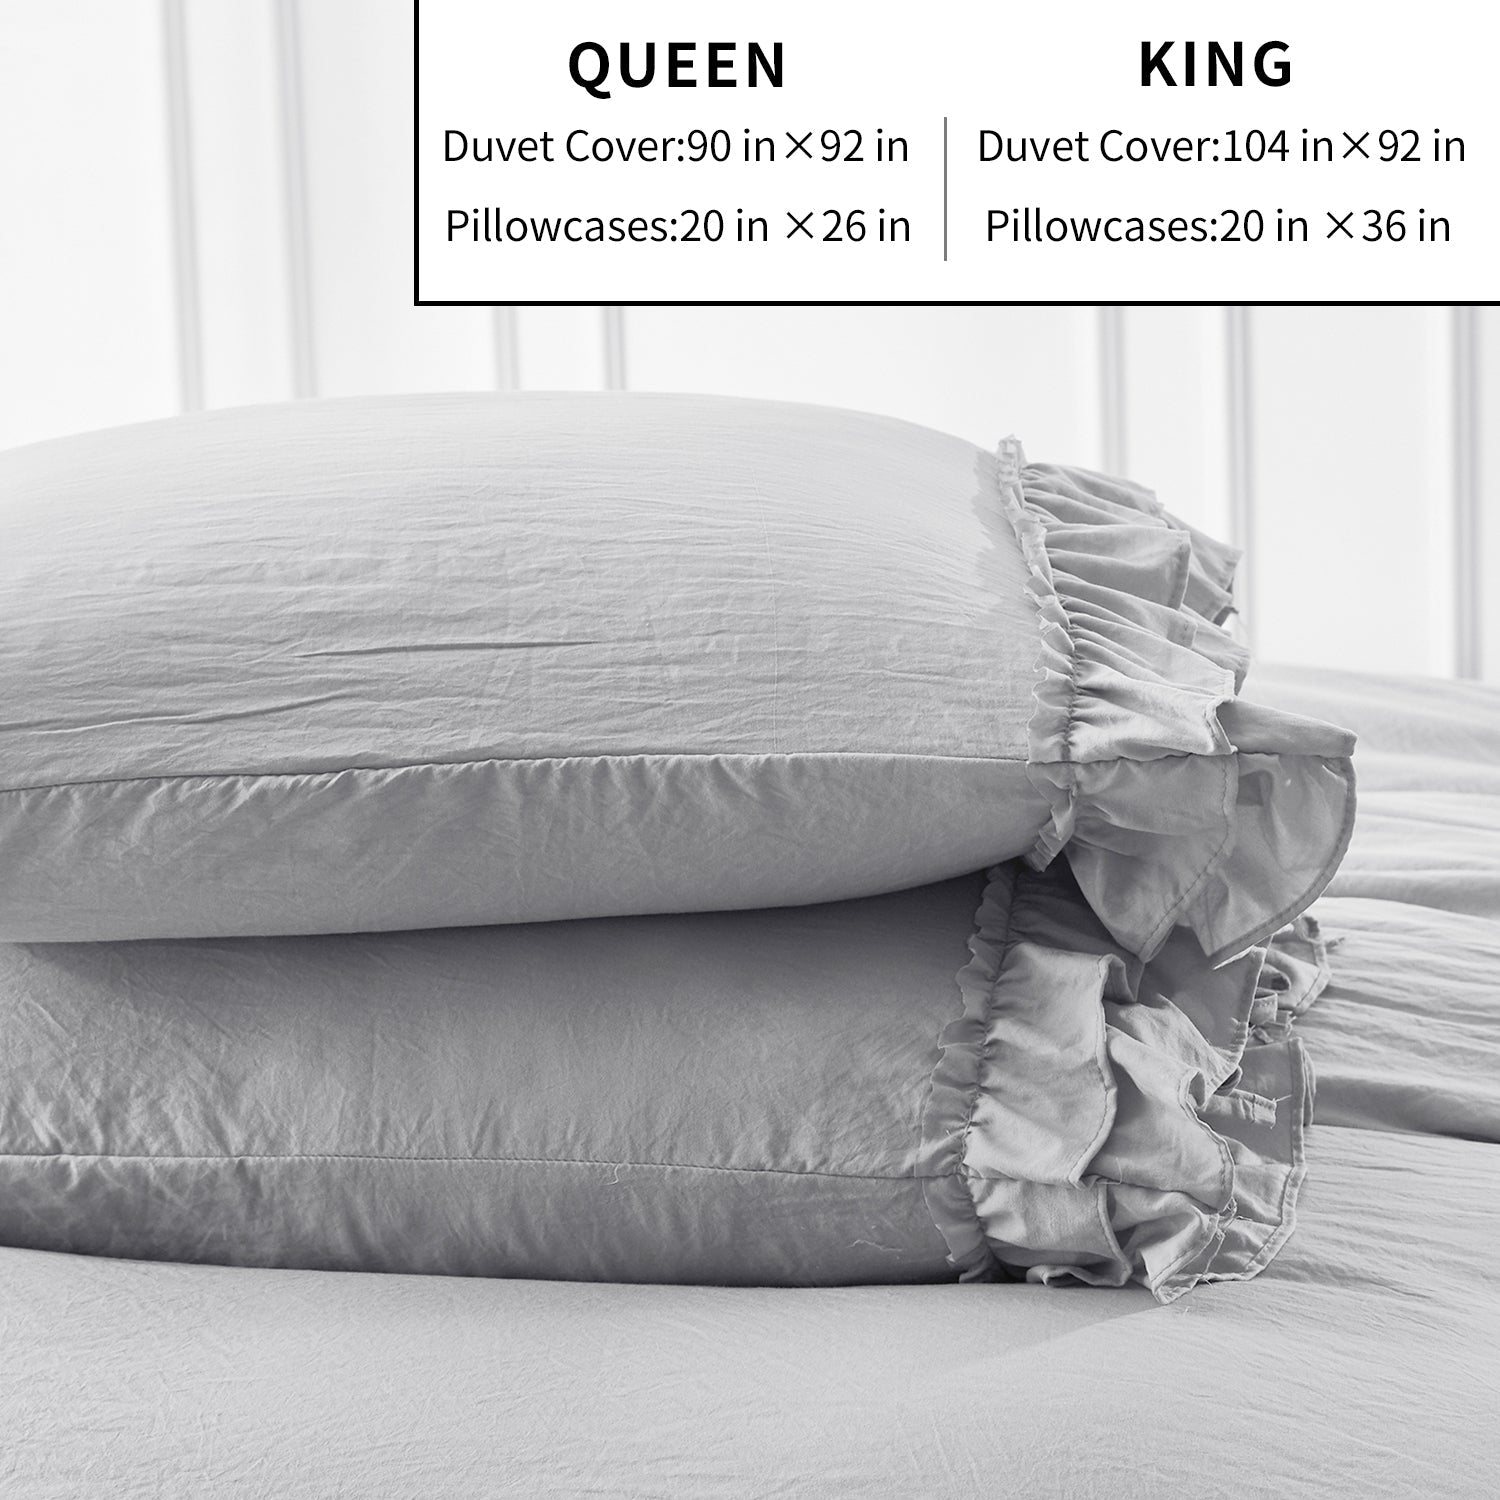 QUEEN
Duvet Cover:90 in×92 in
Pillowcases:20 in ×26 in
KING
Duvet Cover:104 in×92 in
Pillowcases:20 in ×36 in